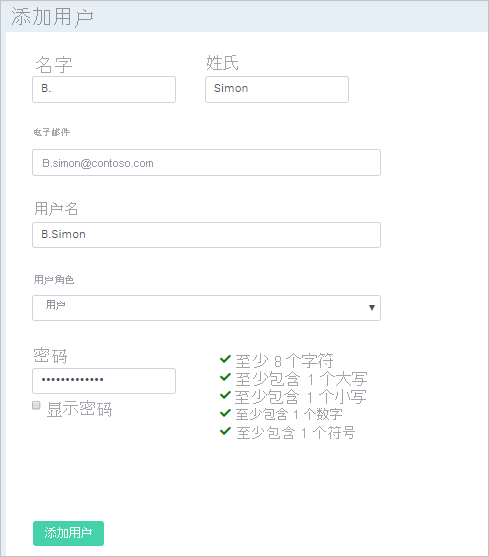 添加用户
名字 姓氏
B. Simon
电子邮件
B.simon@contoso.com
用户名
B.Simon
用户角色
用户
密码
•••••••••••••
显示密码
至少 8 个字符
至少包含 1 个大写
至少包含 1 个小写
至少包含 1 个数字
至少包含 1 个符号
添加用户